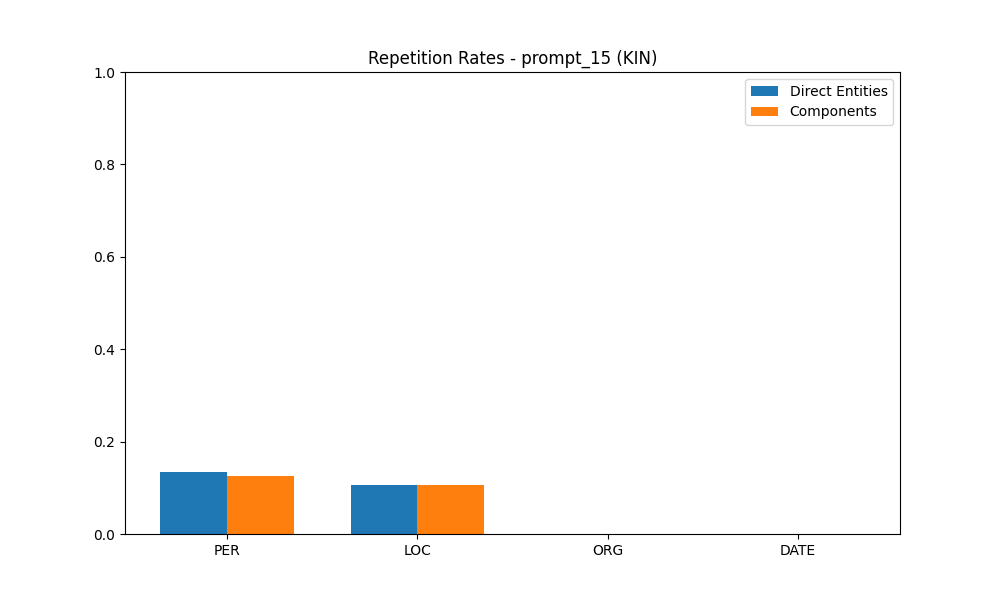 Repetition Rates - prompt_15 (KIN)
1.0
Direct Entities
Components
0.8
0.6
0.4
0.2
0.0
PER LOC ORG DATE